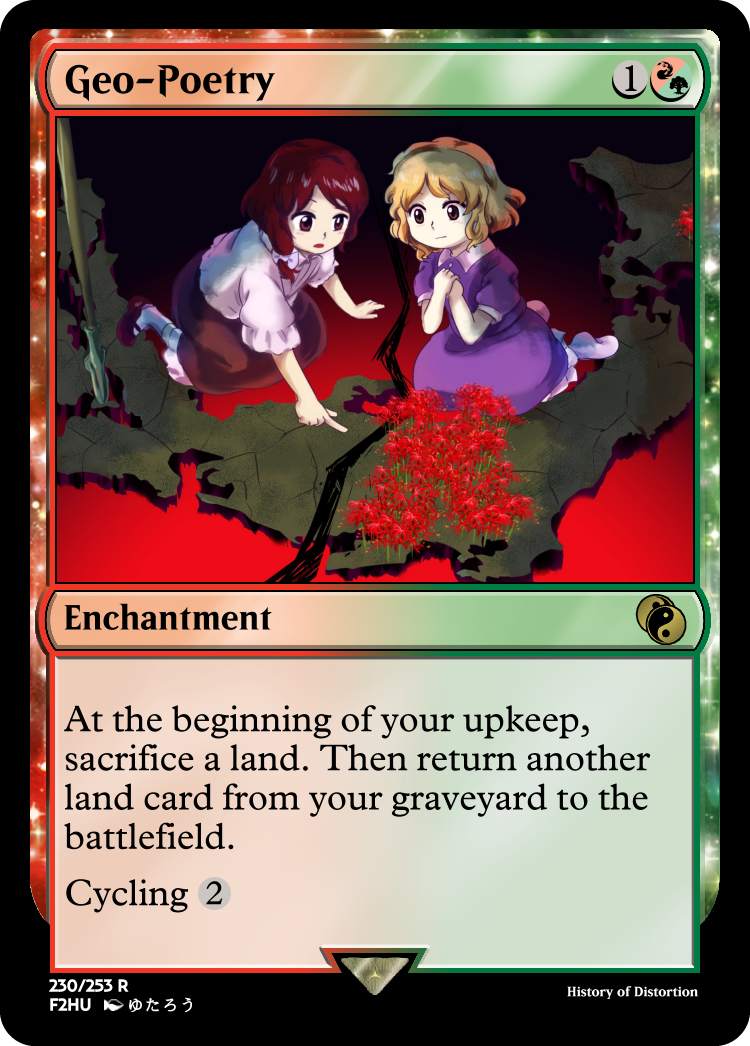 Geo-Poetry 1
Enchantment
At the beginning of your upkeep,
sacrifice a land. Then return another
land card from your graveyard to the
battlefield.
Cycling 2
230/253 R
F2HU ゆたろう
History of Distortion